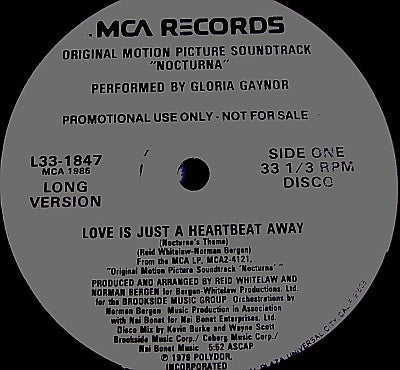 MCA RECORDS
ORIGINAL MOTION PICTURE SOUNDTRACK
"NOCTURNA"
PERFORMED BY GLORIA GAYNOR
PROMOTIONAL USE ONLY - NOT FOR SALE
L33-1847
MCA 1986
LONG
VERSION
SIDE ONE
33 1/3 RPM
DISCO
LOVE IS JUST A HEARTBEAT AWAY
(Nocturna's Theme)
(Reid Whitelaw-Norman Bergen)
From the MCA LP, MCA2-4121,
"Original Motion Picture Soundtrack 'Nocturna'"
PRODUCED AND ARRANGED BY REID WHITELAW AND
NORMAN BERGEN for Bergen-Whitelaw Productions, Ltd.
for the BROOKSIDE MUSIC GROUP Orchestrations by
Norman Bergen Music Production in Association
with Nai Bonet for Nai Bonet Enterprises, Ltd.
Disco Mix by Kevin Burke and Wayne Scott
Brookside Music Corp./ Ceberg Music Corp./
Nai Bonet Music 5:52 ASCAP
℗ 1979 POLYDOR,
INCORPORATED
PLAZA UNIVERSAL CITY